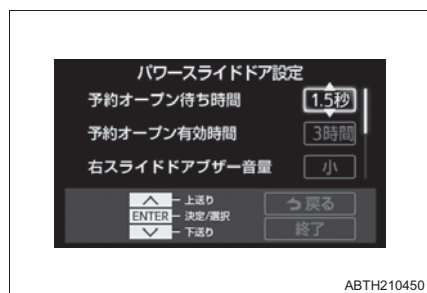 パワースライドドア設定
予約オープン待ち時間 1.5秒
予約オープン有効時間 3時間
右スライドドアブザー音量 小
上送り
ENTER 決定/選択
下送り
戻る
終了
ABTH210450